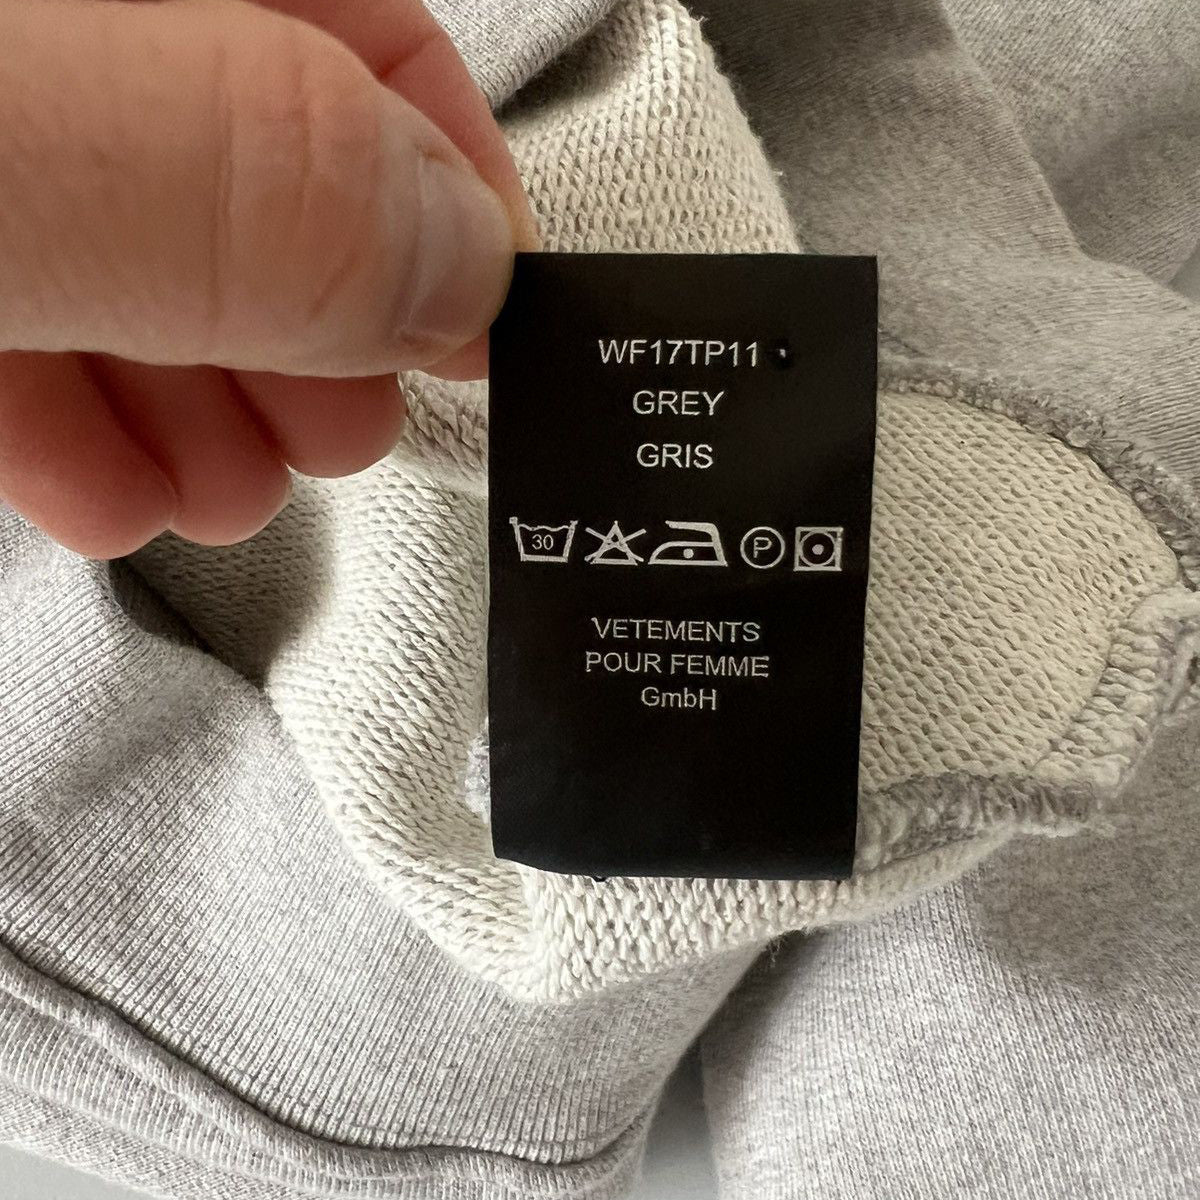 WF17TP11
GREY
GRIS
30
P
VETEMENTS
POUR FEMME
GmbH